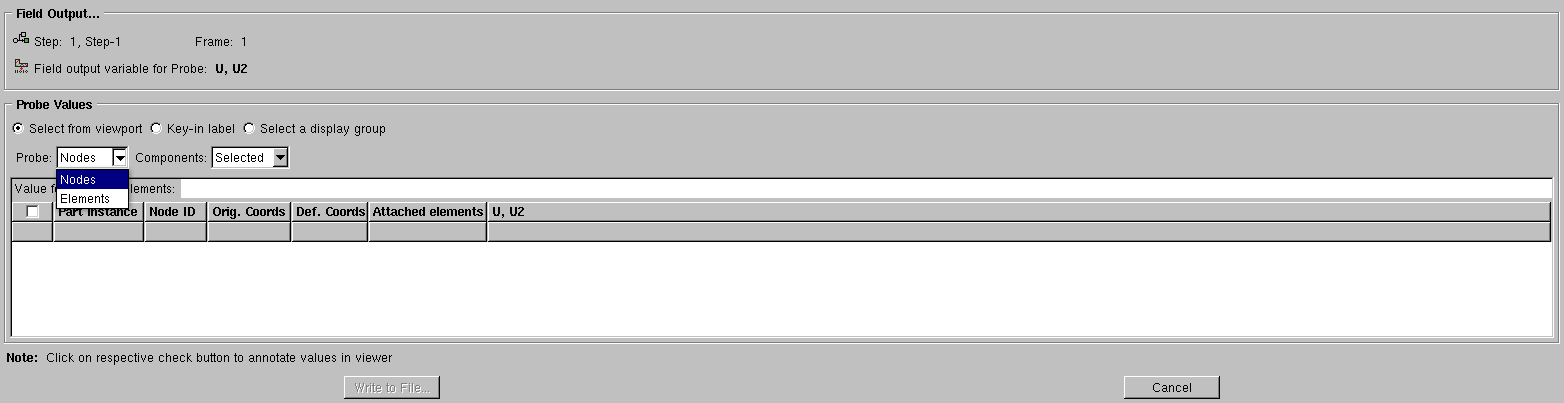 Field Output...
Step: 1, Step-1 Frame: 1
Field output variable for Probe: U, U2
Probe Values
Select from viewport Key-in label Select a display group
Probe: Nodes Components: Selected
Nodes
Value elements:
Elements
Part Instance Node ID Orig. Coords Def. Coords Attached elements U, U2
Note: Click on respective check button to annotate values in viewer
Write to File... Cancel